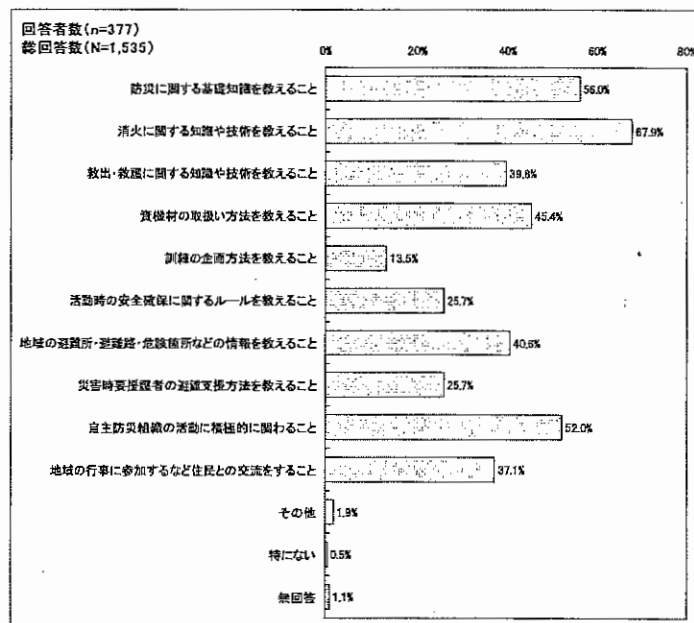 回答者数(n=377)
総回答数(N=1,535)
0% 20% 40% 60% 80%
防災に関する基礎知識を教えること 56.0%
消火に関する知識や技術を教えること 67.9%
救出・救護に関する知識や技術を教えること 39.8%
資機材の取扱い方法を教えること 45.4%
訓練の企画方法を教えること 13.5%
活動時の安全確保に関するルールを教えること 25.7%
地域の避難所・避難路・危険箇所などの情報を教えること 40.6%
災害時要援護者の避難支援方法を教えること 25.7%
自主防災組織の活動に積極的に関わること 52.0%
地域の行事に参加するなど住民との交流をすること 37.1%
その他 1.9%
特にない 0.5%
無回答 1.1%